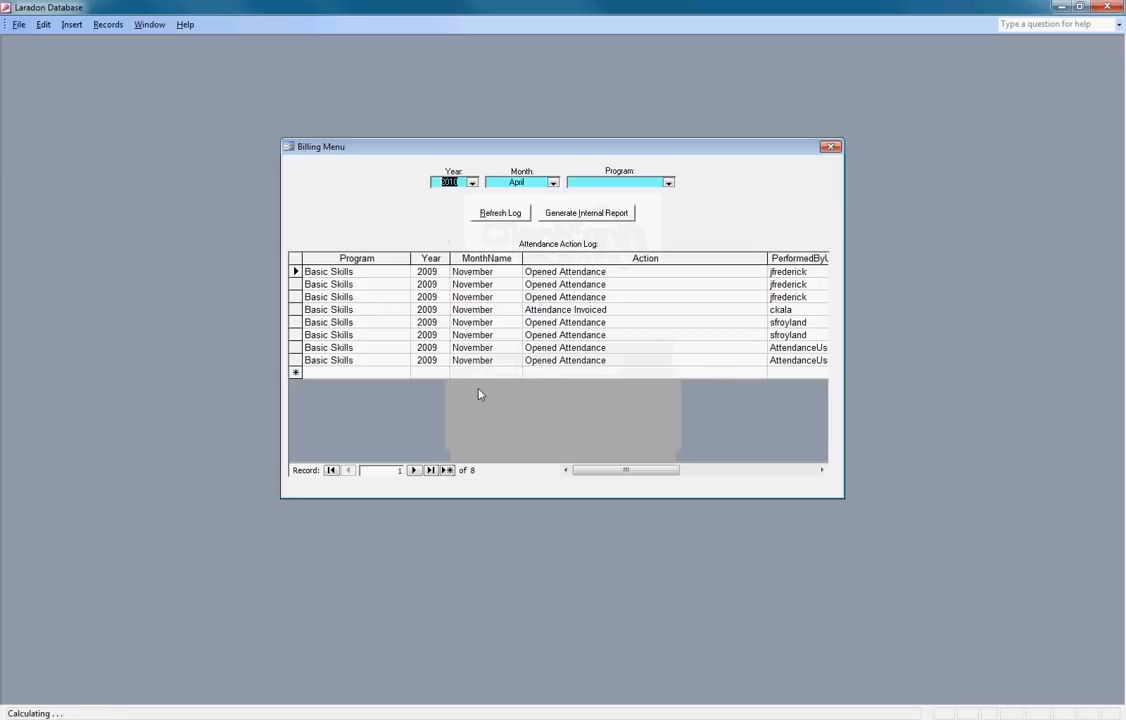 Laradon Database
File Edit Insert Records Window Help Type a question for help
Billing Menu
Year: Month: Program:
2010 April
Refresh Log Generate Internal Report
Attendance Action Log:
Program Year MonthName Action PerformedByU
Basic Skills 2009 November Opened Attendance jfrederick
Basic Skills 2009 November Opened Attendance jfrederick
Basic Skills 2009 November Opened Attendance jfrederick
Basic Skills 2009 November Attendance Invoiced ckala
Basic Skills 2009 November Opened Attendance sfroyland
Basic Skills 2009 November Opened Attendance sfroyland
Basic Skills 2009 November Opened Attendance AttendanceUs
Basic Skills 2009 November Opened Attendance AttendanceUs
Record: 1 of 8
Calculating . . .